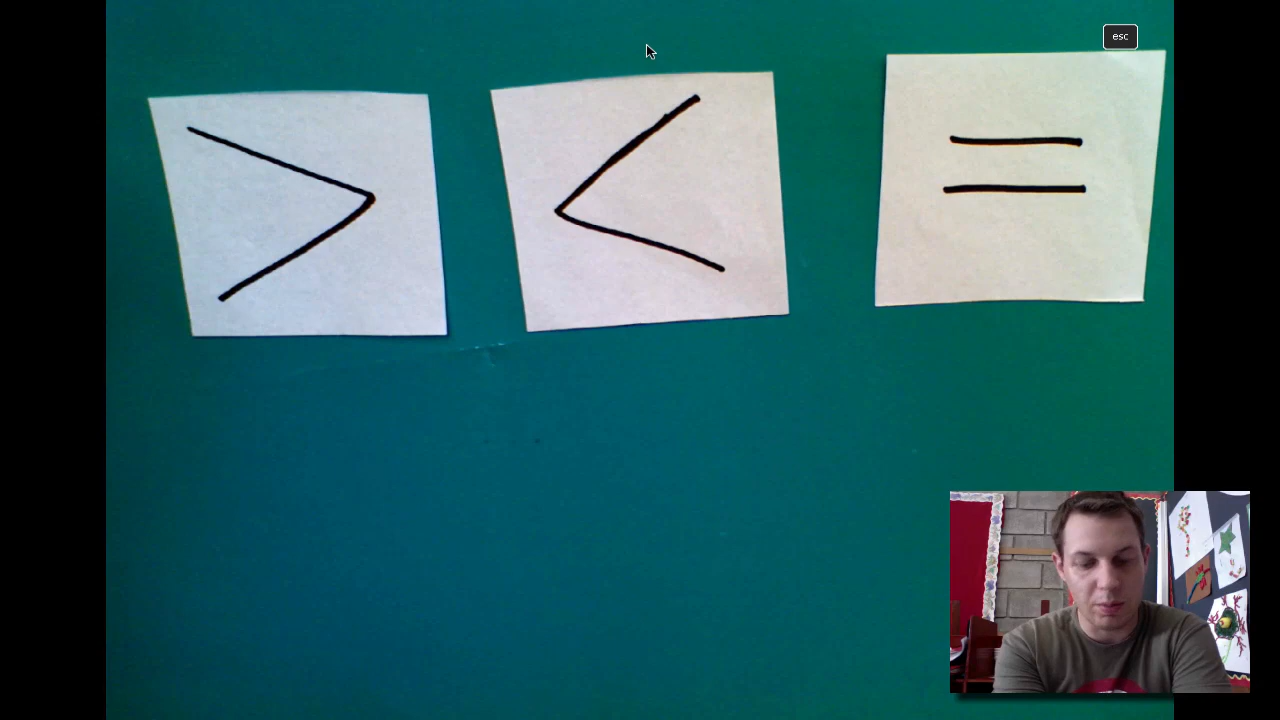 esc
> < =